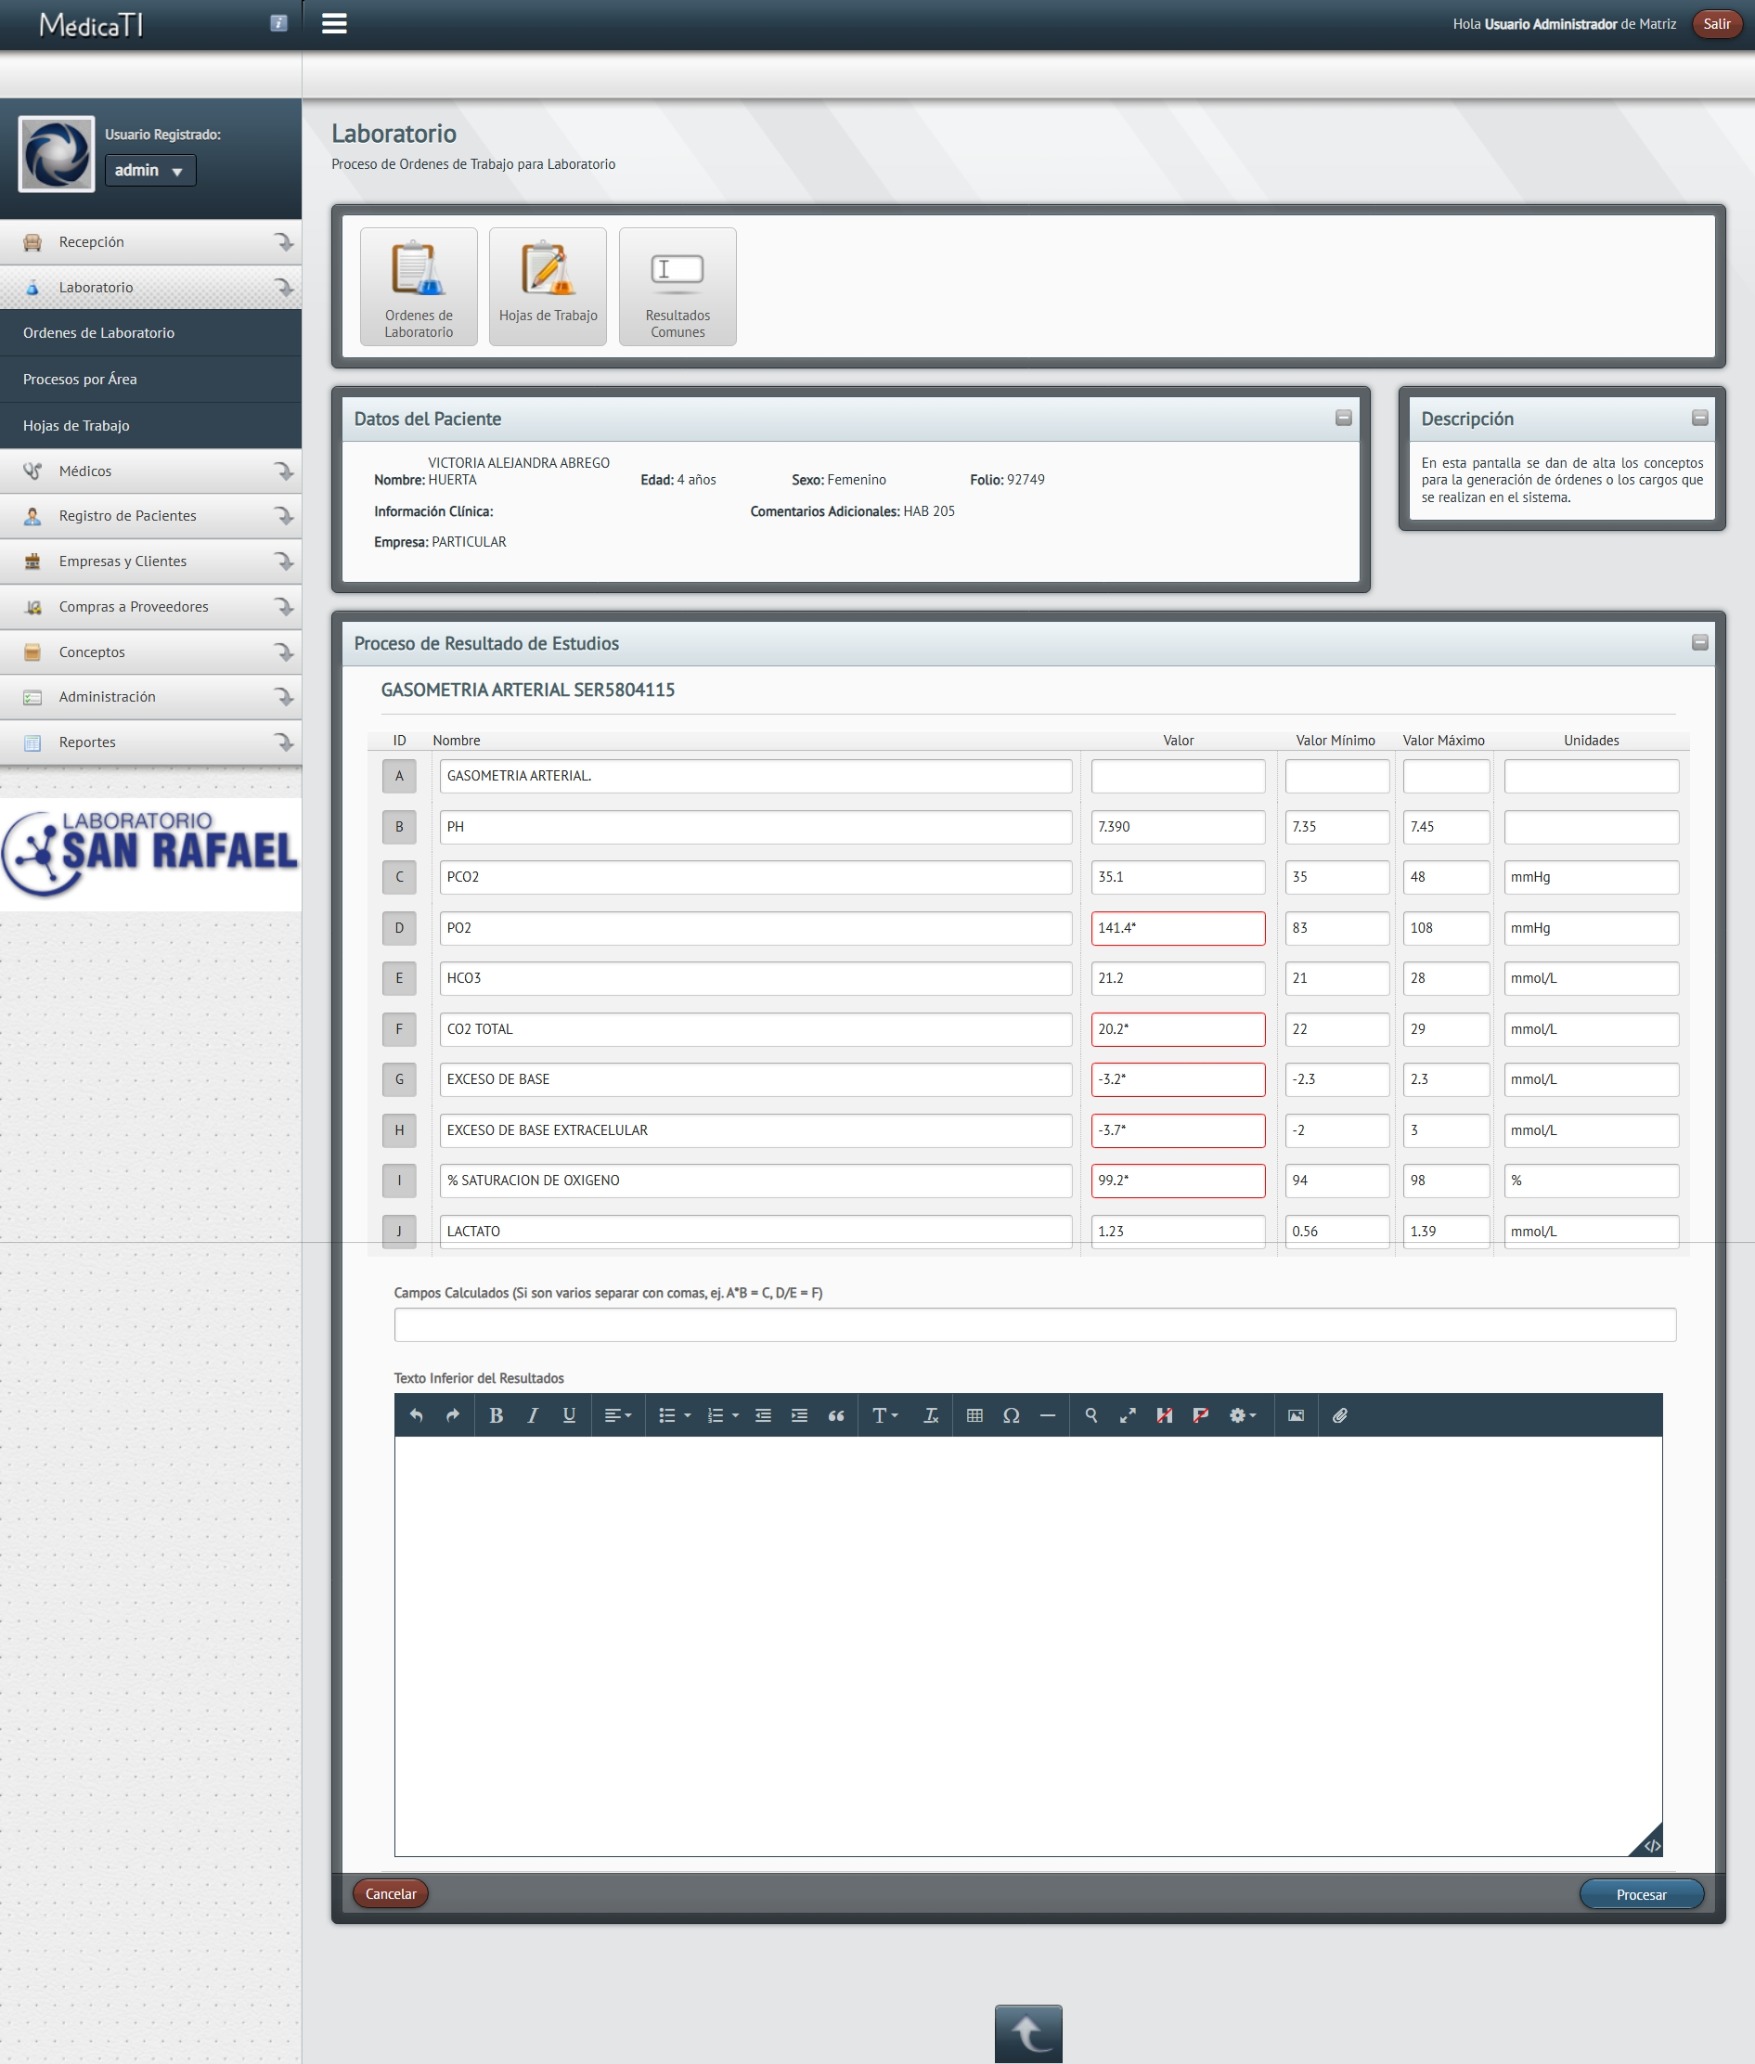 MédicaTI
Hola Usuario Administrador de Matriz
Salir
Usuario Registrado:
admin
Recepción
Laboratorio
Ordenes de Laboratorio
Procesos por Área
Hojas de Trabajo
Médicos
Registro de Pacientes
Empresas y Clientes
Compras a Proveedores
Conceptos
Administración
Reportes
LABORATORIO
SAN RAFAEL
Laboratorio
Proceso de Ordenes de Trabajo para Laboratorio
Ordenes de
Laboratorio
Hojas de Trabajo
Resultados
Comunes
Datos del Paciente
Nombre: VICTORIA ALEJANDRA ABREGO
HUERTA
Edad: 4 años
Sexo: Femenino
Folio: 92749
Información Clínica:
Comentarios Adicionales: HAB 205
Empresa: PARTICULAR
Descripción
En esta pantalla se dan de alta los conceptos
para la generación de órdenes o los cargos que
se realizan en el sistema.
Proceso de Resultado de Estudios
GASOMETRIA ARTERIAL SER5804115
ID Nombre Valor Valor Mínimo Valor Máximo Unidades
A GASOMETRIA ARTERIAL.
B PH 7.390 7.35 7.45
C PCO2 35.1 35 48 mmHg
D PO2 141.4* 83 108 mmHg
E HCO3 21.2 21 28 mmol/L
F CO2 TOTAL 20.2* 22 29 mmol/L
G EXCESO DE BASE -3.2* -2.3 2.3 mmol/L
H EXCESO DE BASE EXTRACELULAR -3.7* -2 3 mmol/L
I % SATURACION DE OXIGENO 99.2* 94 98 %
J LACTATO 1.23 0.56 1.39 mmol/L
Campos Calculados (Si son varios separar con comas, ej. A*B = C, D/E = F)
Texto Inferior del Resultados
Cancelar
Procesar